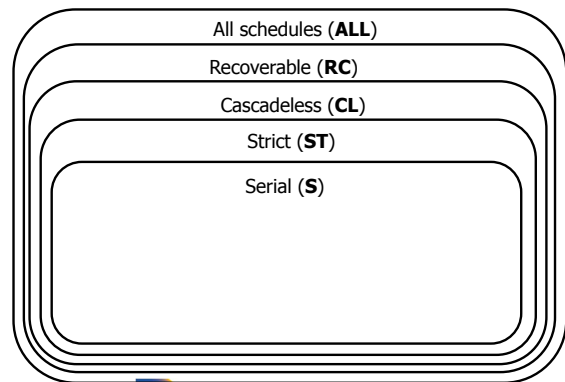 All schedules (ALL)
Recoverable (RC)
Cascadeless (CL)
Strict (ST)
Serial (S)